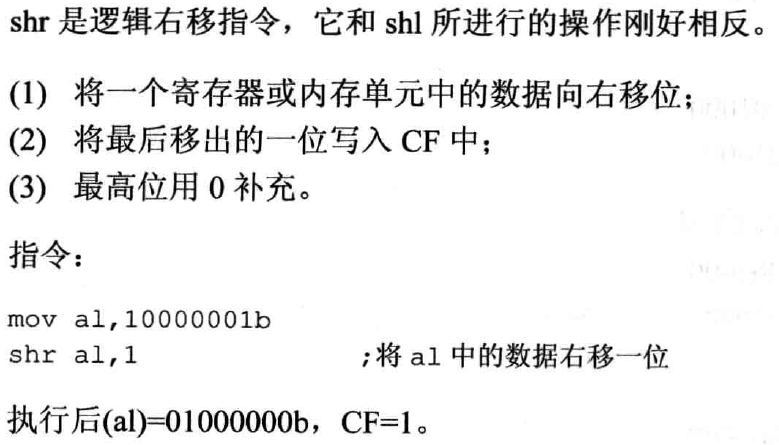 shr 是逻辑右移指令，它和 shl 所进行的操作刚好相反。
(1) 将一个寄存器或内存单元中的数据向右移位；
(2) 将最后移出的一位写入 CF 中；
(3) 最高位用 0 补充。
指令：
mov al,10000001b
shr al,1 ;将 al 中的数据右移一位
执行后(al)=01000000b，CF=1。